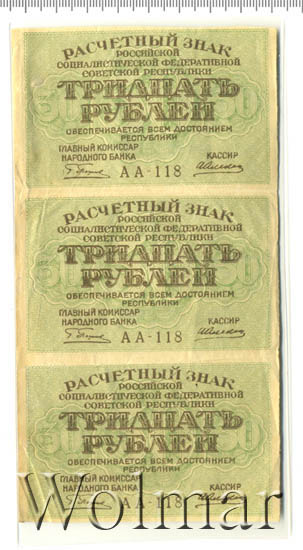 РАСЧЕТНЫЙ ЗНАК
РОССИЙСКОЙ
СОЦИАЛИСТИЧЕСКОЙ ФЕДЕРАТИВНОЙ
СОВЕТСКОЙ РЕСПУБЛИКИ
ТРИДЦАТЬ
РУБЛЕЙ
ОБЕСПЕЧИВАЕТСЯ ВСЕМ ДОСТОЯНИЕМ
РЕСПУБЛИКИ
ГЛАВНЫЙ КОМИССАР
НАРОДНОГО БАНКА
КАССИР
АА-118
РАСЧЕТНЫЙ ЗНАК
РОССИЙСКОЙ
СОЦИАЛИСТИЧЕСКОЙ ФЕДЕРАТИВНОЙ
СОВЕТСКОЙ РЕСПУБЛИКИ
ТРИДЦАТЬ
РУБЛЕЙ
ОБЕСПЕЧИВАЕТСЯ ВСЕМ ДОСТОЯНИЕМ
РЕСПУБЛИКИ
ГЛАВНЫЙ КОМИССАР
НАРОДНОГО БАНКА
КАССИР
АА-118
РАСЧЕТНЫЙ ЗНАК
РОССИЙСКОЙ
СОЦИАЛИСТИЧЕСКОЙ ФЕДЕРАТИВНОЙ
СОВЕТСКОЙ РЕСПУБЛИКИ
ТРИДЦАТЬ
РУБЛЕЙ
ОБЕСПЕЧИВАЕТСЯ ВСЕМ ДОСТОЯНИЕМ
РЕСПУБЛИКИ
ГЛАВНЫЙ КОМИССАР
НАРОДНОГО БАНКА
КАССИР
АА-118
Wolmar